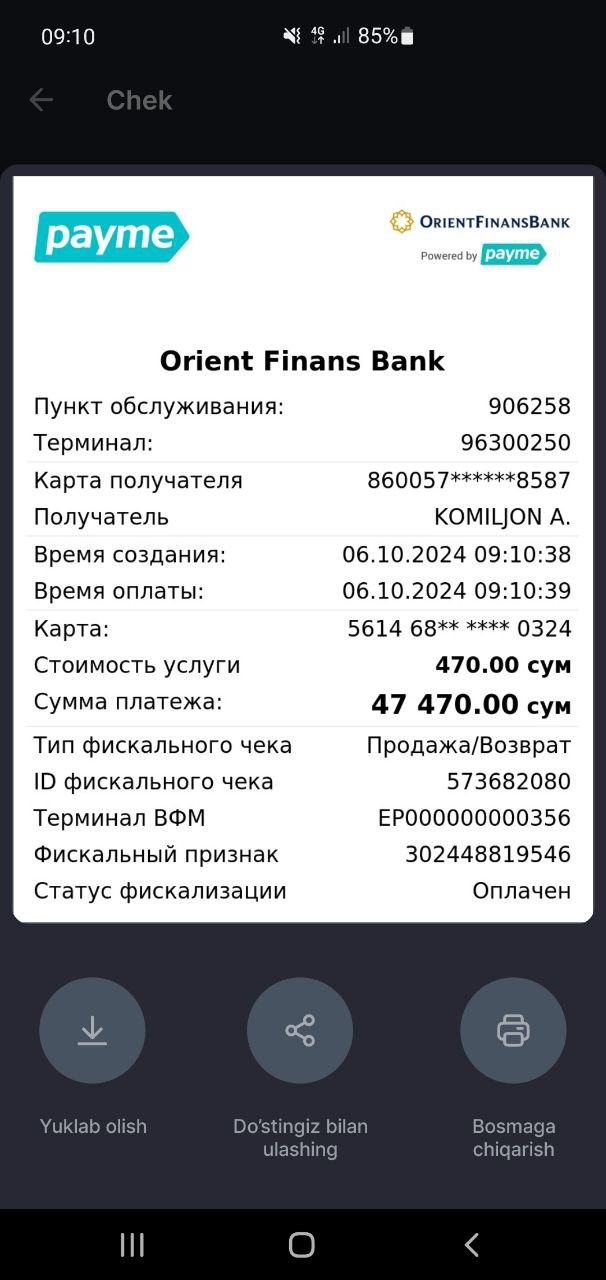 09:10
4G
85%
Chek
payme
ORIENTFINANSBANK
Powered by payme
Orient Finans Bank
Пункт обслуживания: 906258
Терминал: 96300250
Карта получателя 860057******8587
Получатель KOMILJON A.
Время создания: 06.10.2024 09:10:38
Время оплаты: 06.10.2024 09:10:39
Карта: 5614 68** **** 0324
Стоимость услуги 470.00 сум
Сумма платежа: 47 470.00 сум
Тип фискального чека Продажа/Возврат
ID фискального чека 573682080
Терминал ВФМ EP000000000356
Фискальный признак 302448819546
Статус фискализации Оплачен
Yuklab olish
Do‘stingiz bilan
ulashing
Bosmaga
chiqarish